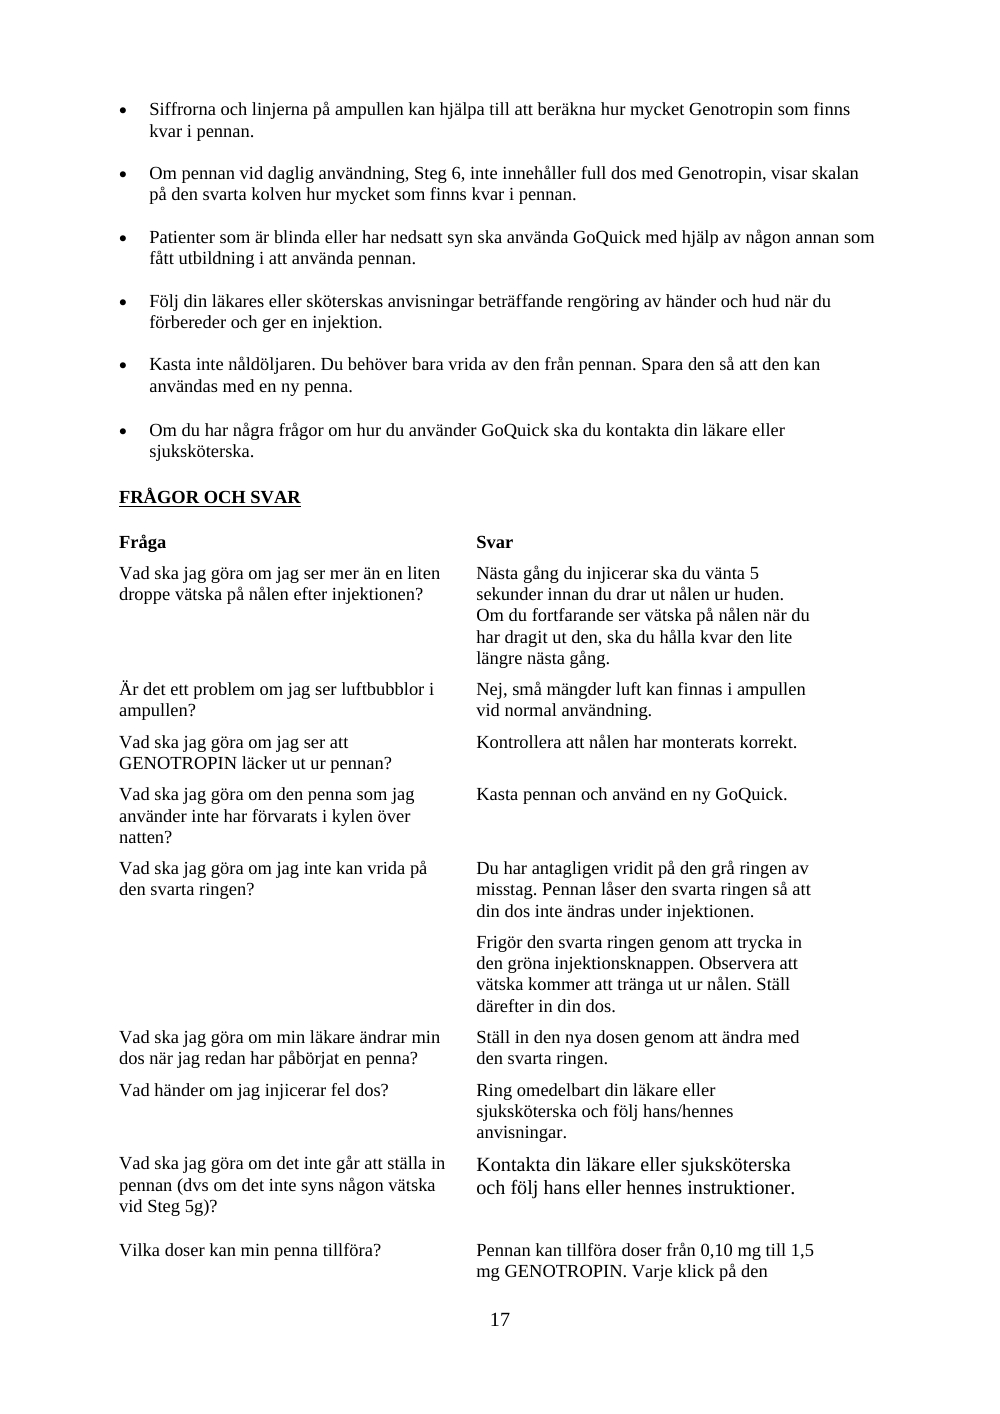 • Siffrorna och linjerna på ampullen kan hjälpa till att beräkna hur mycket Genotropin som finns
kvar i pennan.
• Om pennan vid daglig användning, Steg 6, inte innehåller full dos med Genotropin, visar skalan
på den svarta kolven hur mycket som finns kvar i pennan.
• Patienter som är blinda eller har nedsatt syn ska använda GoQuick med hjälp av någon annan som
fått utbildning i att använda pennan.
• Följ din läkares eller sköterskas anvisningar beträffande rengöring av händer och hud när du
förbereder och ger en injektion.
• Kasta inte nåldöljaren. Du behöver bara vrida av den från pennan. Spara den så att den kan
användas med en ny penna.
• Om du har några frågor om hur du använder GoQuick ska du kontakta din läkare eller
sjuksköterska.
FRÅGOR OCH SVAR
Fråga
Svar
Vad ska jag göra om jag ser mer än en liten
droppe vätska på nålen efter injektionen?
Nästa gång du injicerar ska du vänta 5
sekunder innan du drar ut nålen ur huden.
Om du fortfarande ser vätska på nålen när du
har dragit ut den, ska du hålla kvar den lite
längre nästa gång.
Är det ett problem om jag ser luftbubblor i
ampullen?
Nej, små mängder luft kan finnas i ampullen
vid normal användning.
Vad ska jag göra om jag ser att
GENOTROPIN läcker ut ur pennan?
Kontrollera att nålen har monterats korrekt.
Vad ska jag göra om den penna som jag
använder inte har förvarats i kylen över
natten?
Kasta pennan och använd en ny GoQuick.
Vad ska jag göra om jag inte kan vrida på
den svarta ringen?
Du har antagligen vridit på den grå ringen av
misstag. Pennan låser den svarta ringen så att
din dos inte ändras under injektionen.
Frigör den svarta ringen genom att trycka in
den gröna injektionsknappen. Observera att
vätska kommer att tränga ut ur nålen. Ställ
därefter in din dos.
Vad ska jag göra om min läkare ändrar min
dos när jag redan har påbörjat en penna?
Ställ in den nya dosen genom att ändra med
den svarta ringen.
Vad händer om jag injicerar fel dos?
Ring omedelbart din läkare eller
sjuksköterska och följ hans/hennes
anvisningar.
Vad ska jag göra om det inte går att ställa in
pennan (dvs om det inte syns någon vätska
vid Steg 5g)?
Kontakta din läkare eller sjuksköterska
och följ hans eller hennes instruktioner.
Vilka doser kan min penna tillföra?
Pennan kan tillföra doser från 0,10 mg till 1,5
mg GENOTROPIN. Varje klick på den
17